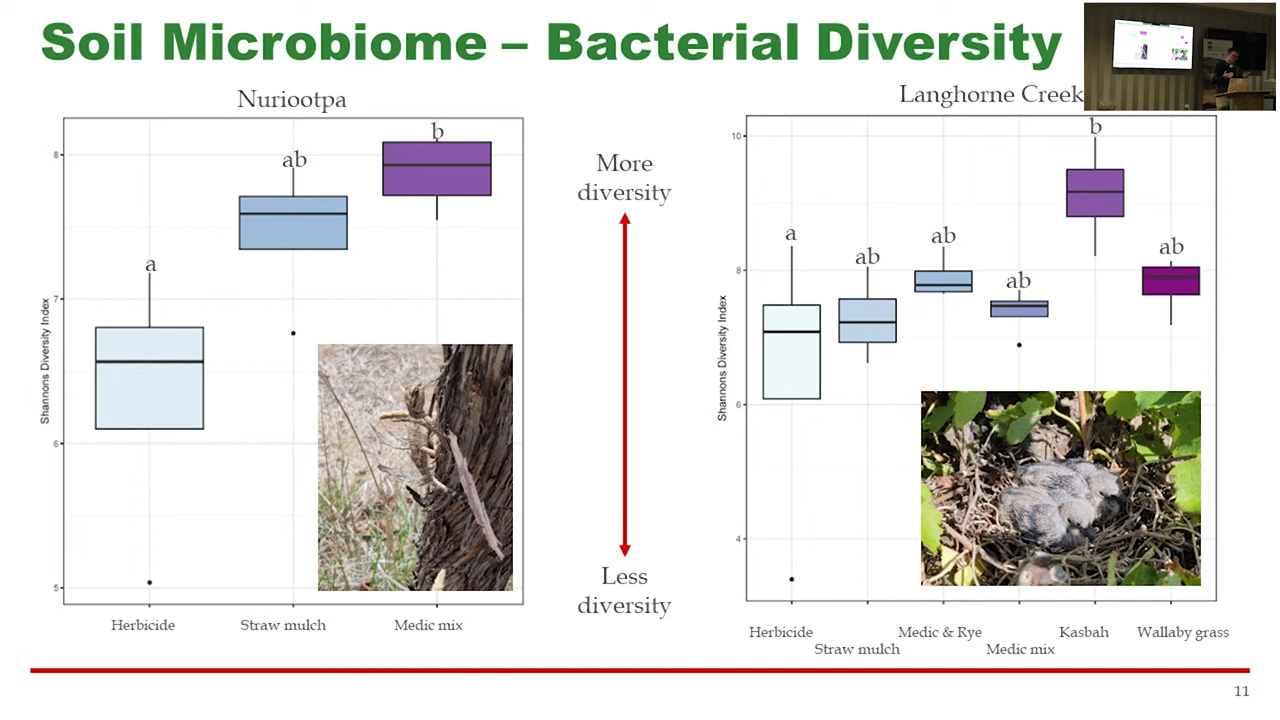 Soil Microbiome – Bacterial Diversity
Nuriootpa
8
7
6
5
Shannons Diversity Index
a
ab
b
Herbicide
Straw mulch
Medic mix
More
diversity
Less
diversity
Langhorne Creek
10
8
6
4
Shannons Diversity Index
a
ab
ab
ab
b
ab
Herbicide
Straw mulch
Medic & Rye
Medic mix
Kasbah
Wallaby grass
11